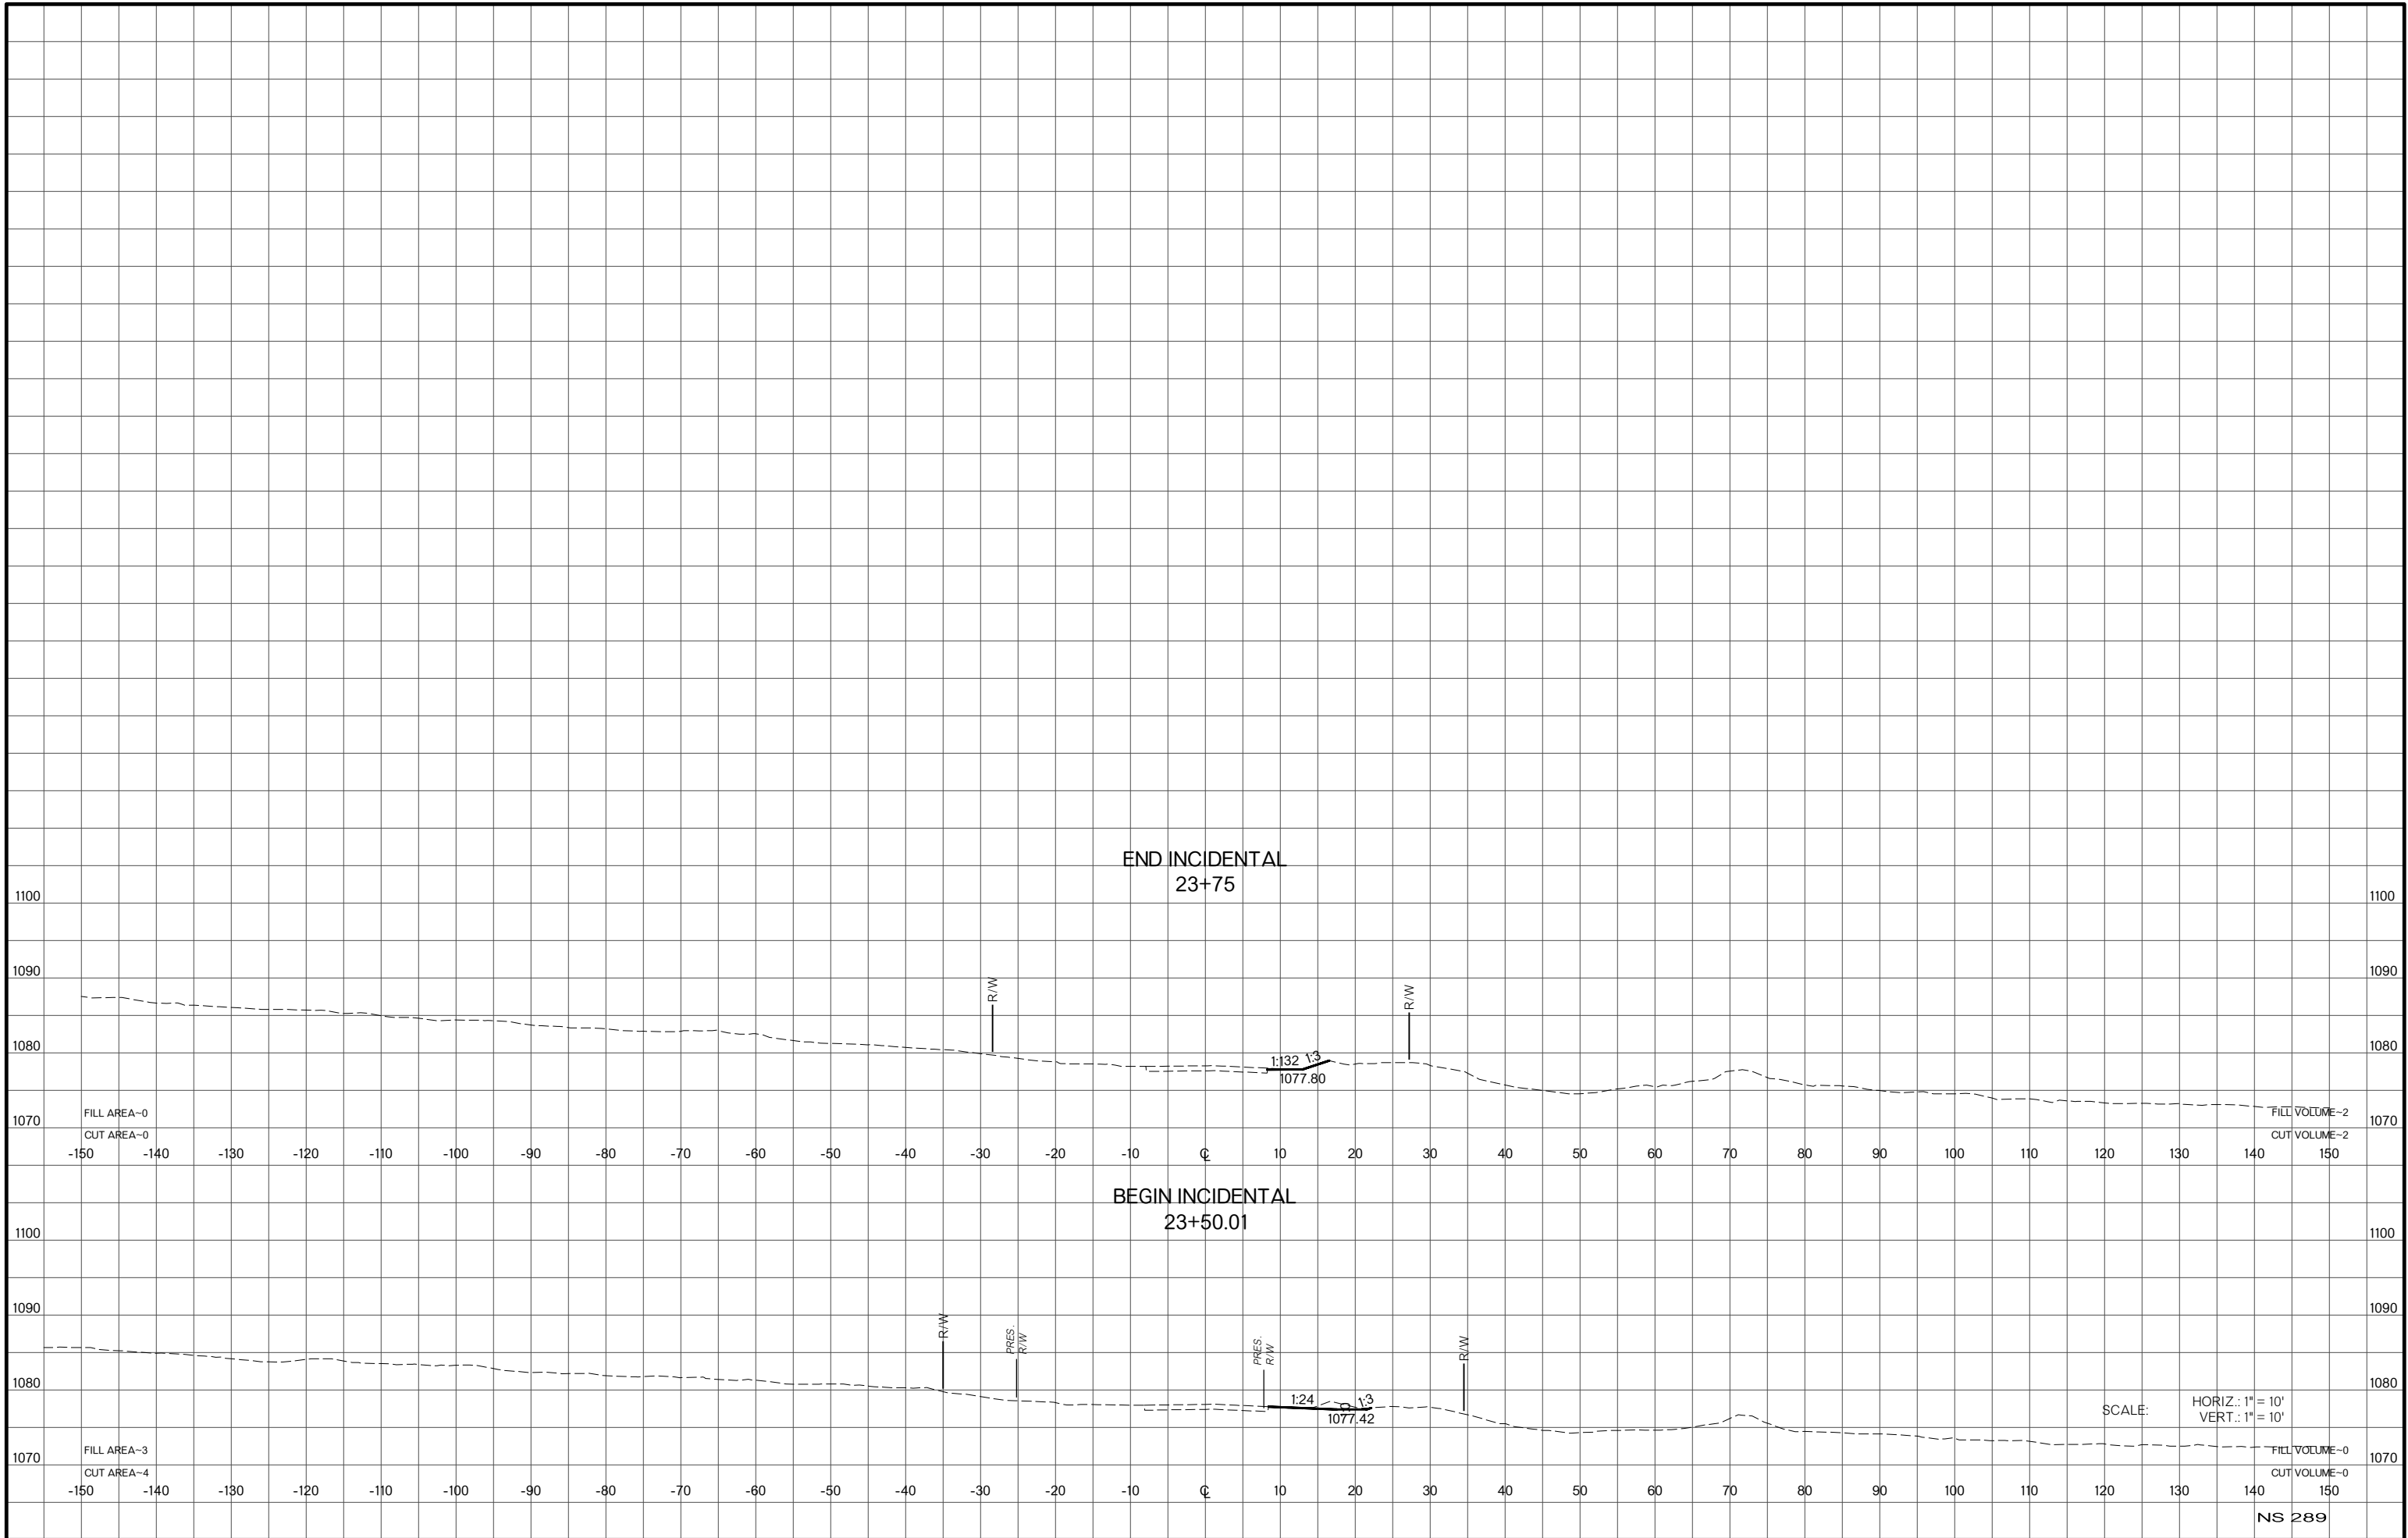 END INCIDENTAL
23+75
1100 1100
1090 1090
R/W R/W
1080 1:132 1:3 1080
1077.80
FILL AREA~0 FILL VOLUME~2
1070 1070
CUT AREA~0 CUT VOLUME~2
-150 -140 -130 -120 -110 -100 -90 -80 -70 -60 -50 -40 -30 -20 -10 0 10 20 30 40 50 60 70 80 90 100 110 120 130 140 150
BEGIN INCIDENTAL
23+50.01
1100 1100
1090 1090
R/W PRES. R/W PRES. R/W R/W
1080 1080
1:24 1:3
1077.42
SCALE: HORIZ.: 1" = 10'
VERT.: 1" = 10'
FILL AREA~3 FILL VOLUME~0
1070 1070
CUT AREA~4 CUT VOLUME~0
-150 -140 -130 -120 -110 -100 -90 -80 -70 -60 -50 -40 -30 -20 -10 0 10 20 30 40 50 60 70 80 90 100 110 120 130 140 150
NS 289